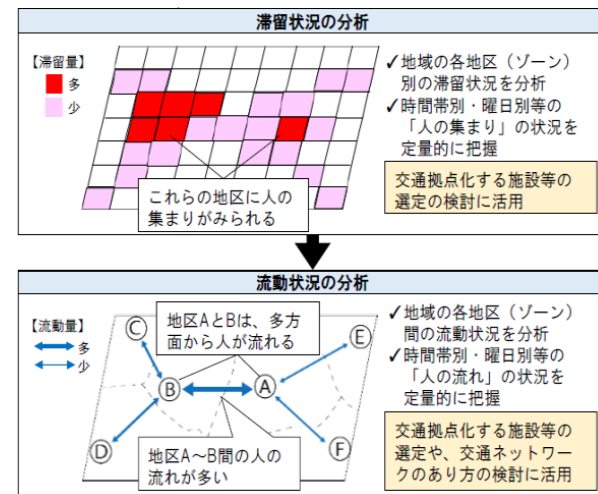 滞留状況の分析
【滞留量】
多
少
これらの地区に人の
集まりがみられる
✓地域の各地区（ゾーン）
別の滞留状況を分析
✓時間帯別・曜日別等の
「人の集まり」の状況を
定量的に把握
交通拠点化する施設等の
選定の検討に活用
流動状況の分析
【流動量】
多
少
地区AとBは、多方
面から人が流れる
C
E
B
A
D
F
地区A～B間の人の
流れが多い
✓地域の各地区（ゾーン）
間の流動状況を分析
✓時間帯別・曜日別等の
「人の流れ」の状況を
定量的に把握
交通拠点化する施設等の
選定や、交通ネットワー
クのあり方の検討に活用